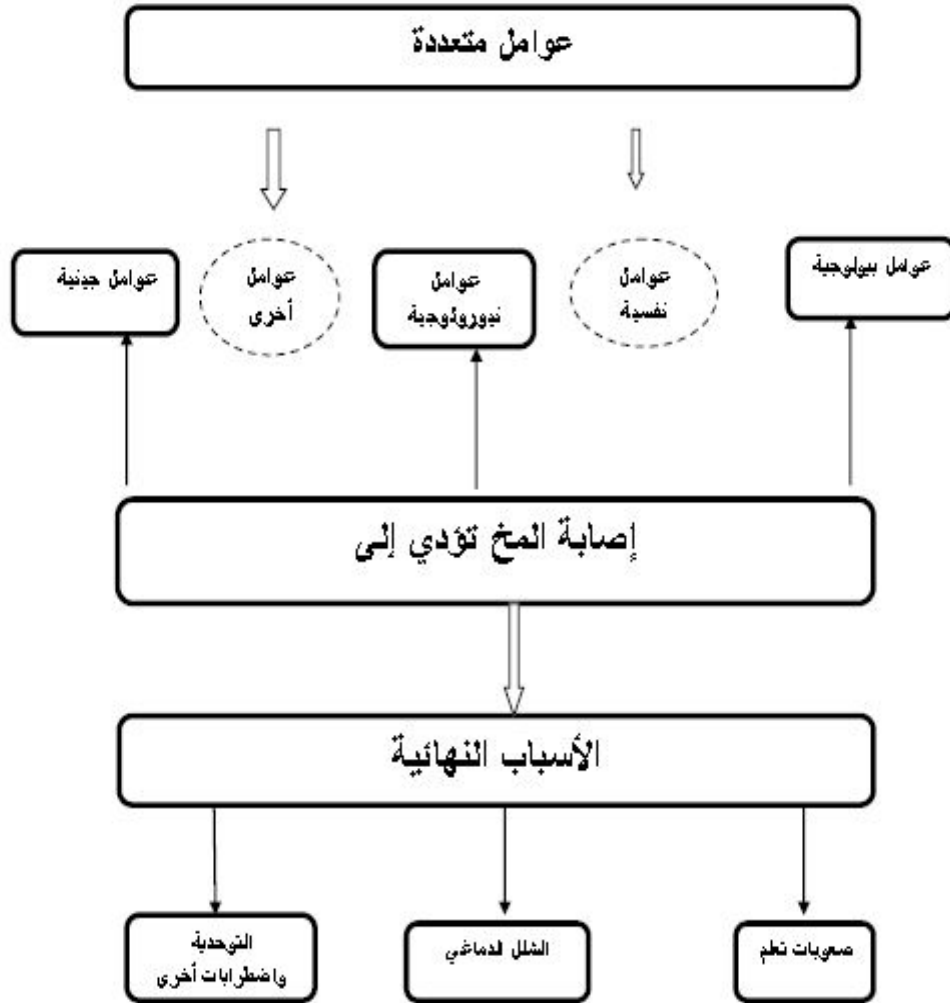 عوامل متعددة
عوامل بيولوجية
عوامل
نفسية
عوامل
نيورولوجية
عوامل
أخرى
عوامل جينية
إصابة المخ تؤدي إلى
الأسباب النهائية
صعوبات تعلم
الشلل الدماغي
التوحدية
واضطرابات أخرى